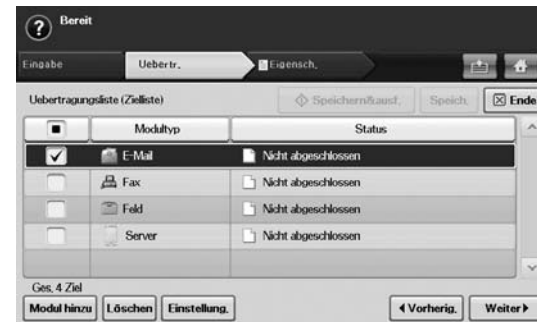 Bereit
Eingabe Uebertr. Eigensch.
Uebertragungsliste (Zielliste) Speichern&ausf. Speich. Ende
Modultyp Status
E-Mail Nicht abgeschlossen
Fax Nicht abgeschlossen
Feld Nicht abgeschlossen
Server Nicht abgeschlossen
Ges. 4 Ziel
Modul hinzu Löschen Einstellung. Vorherig. Weiter